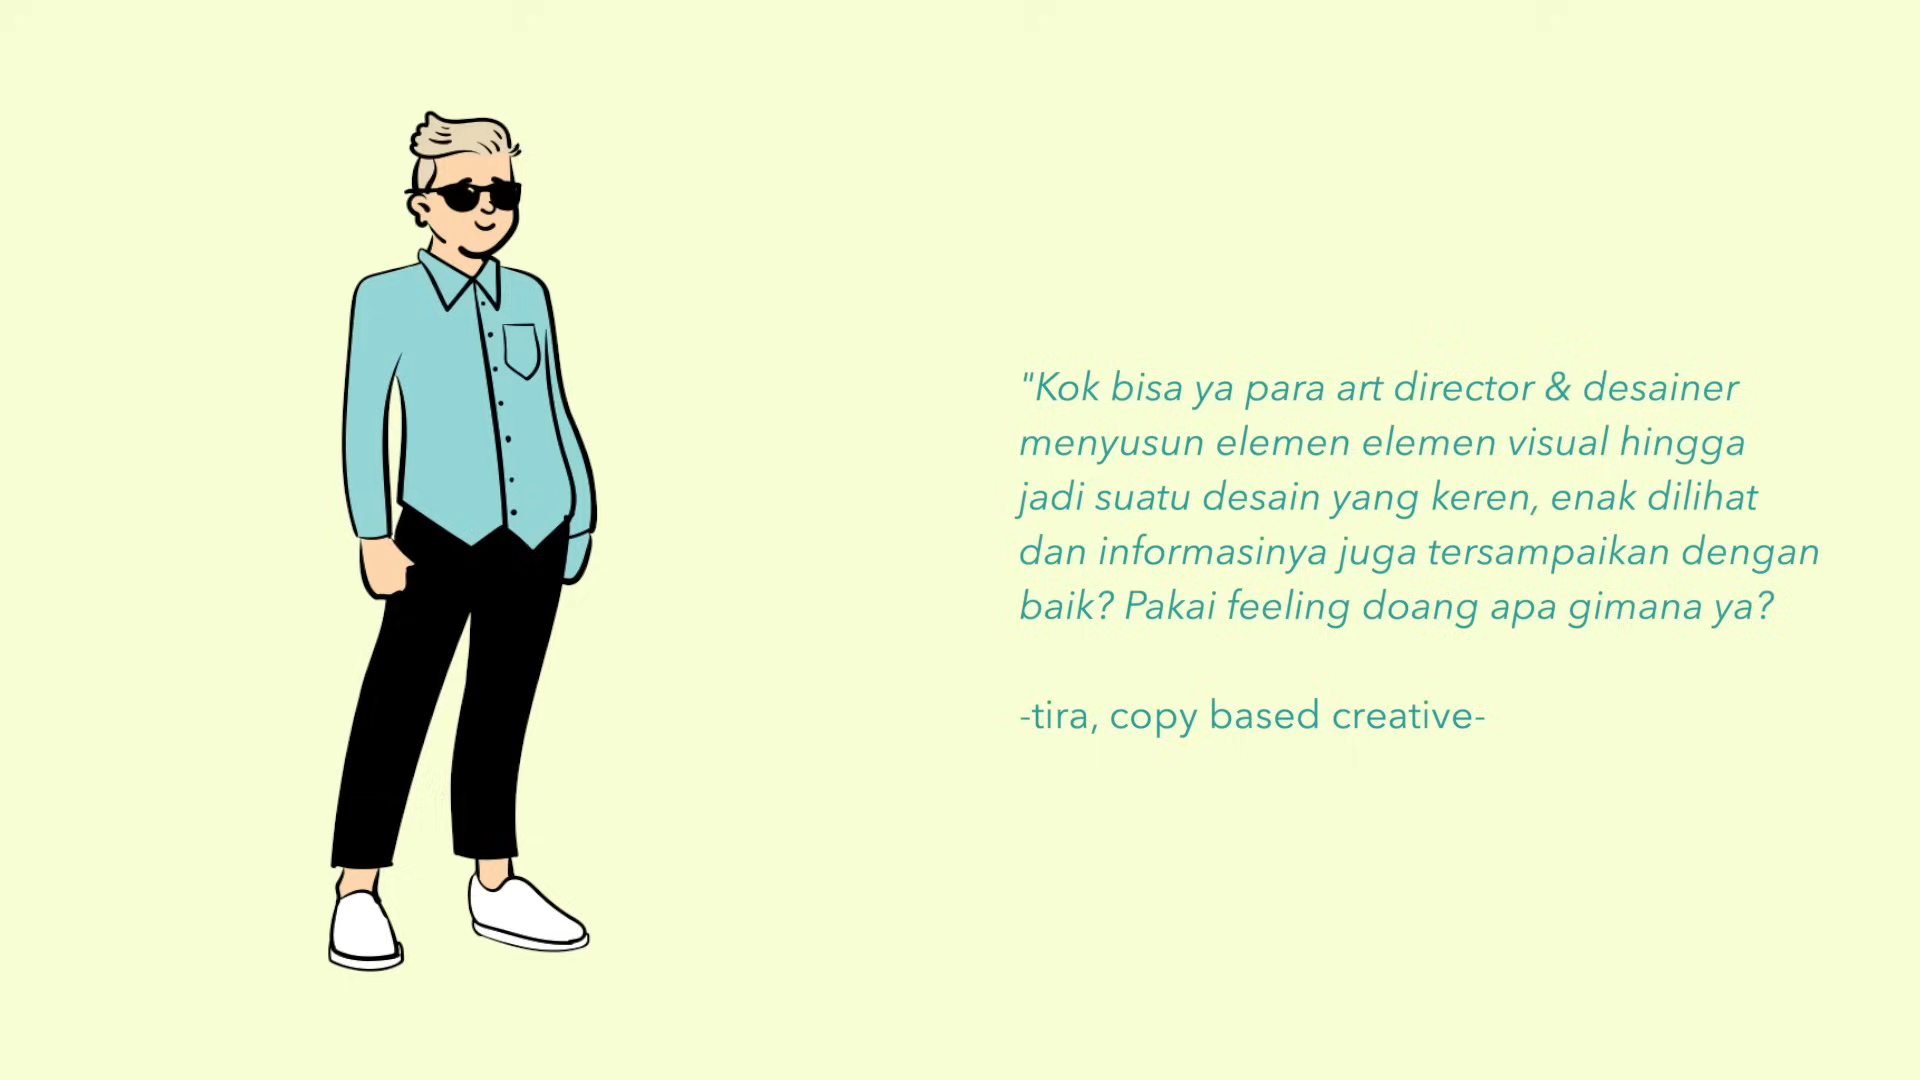 "Kok bisa ya para art director & desainer
menyusun elemen elemen visual hingga
jadi suatu desain yang keren, enak dilihat
dan informasinya juga tersampaikan dengan
baik? Pakai feeling doang apa gimana ya?
-tira, copy based creative-